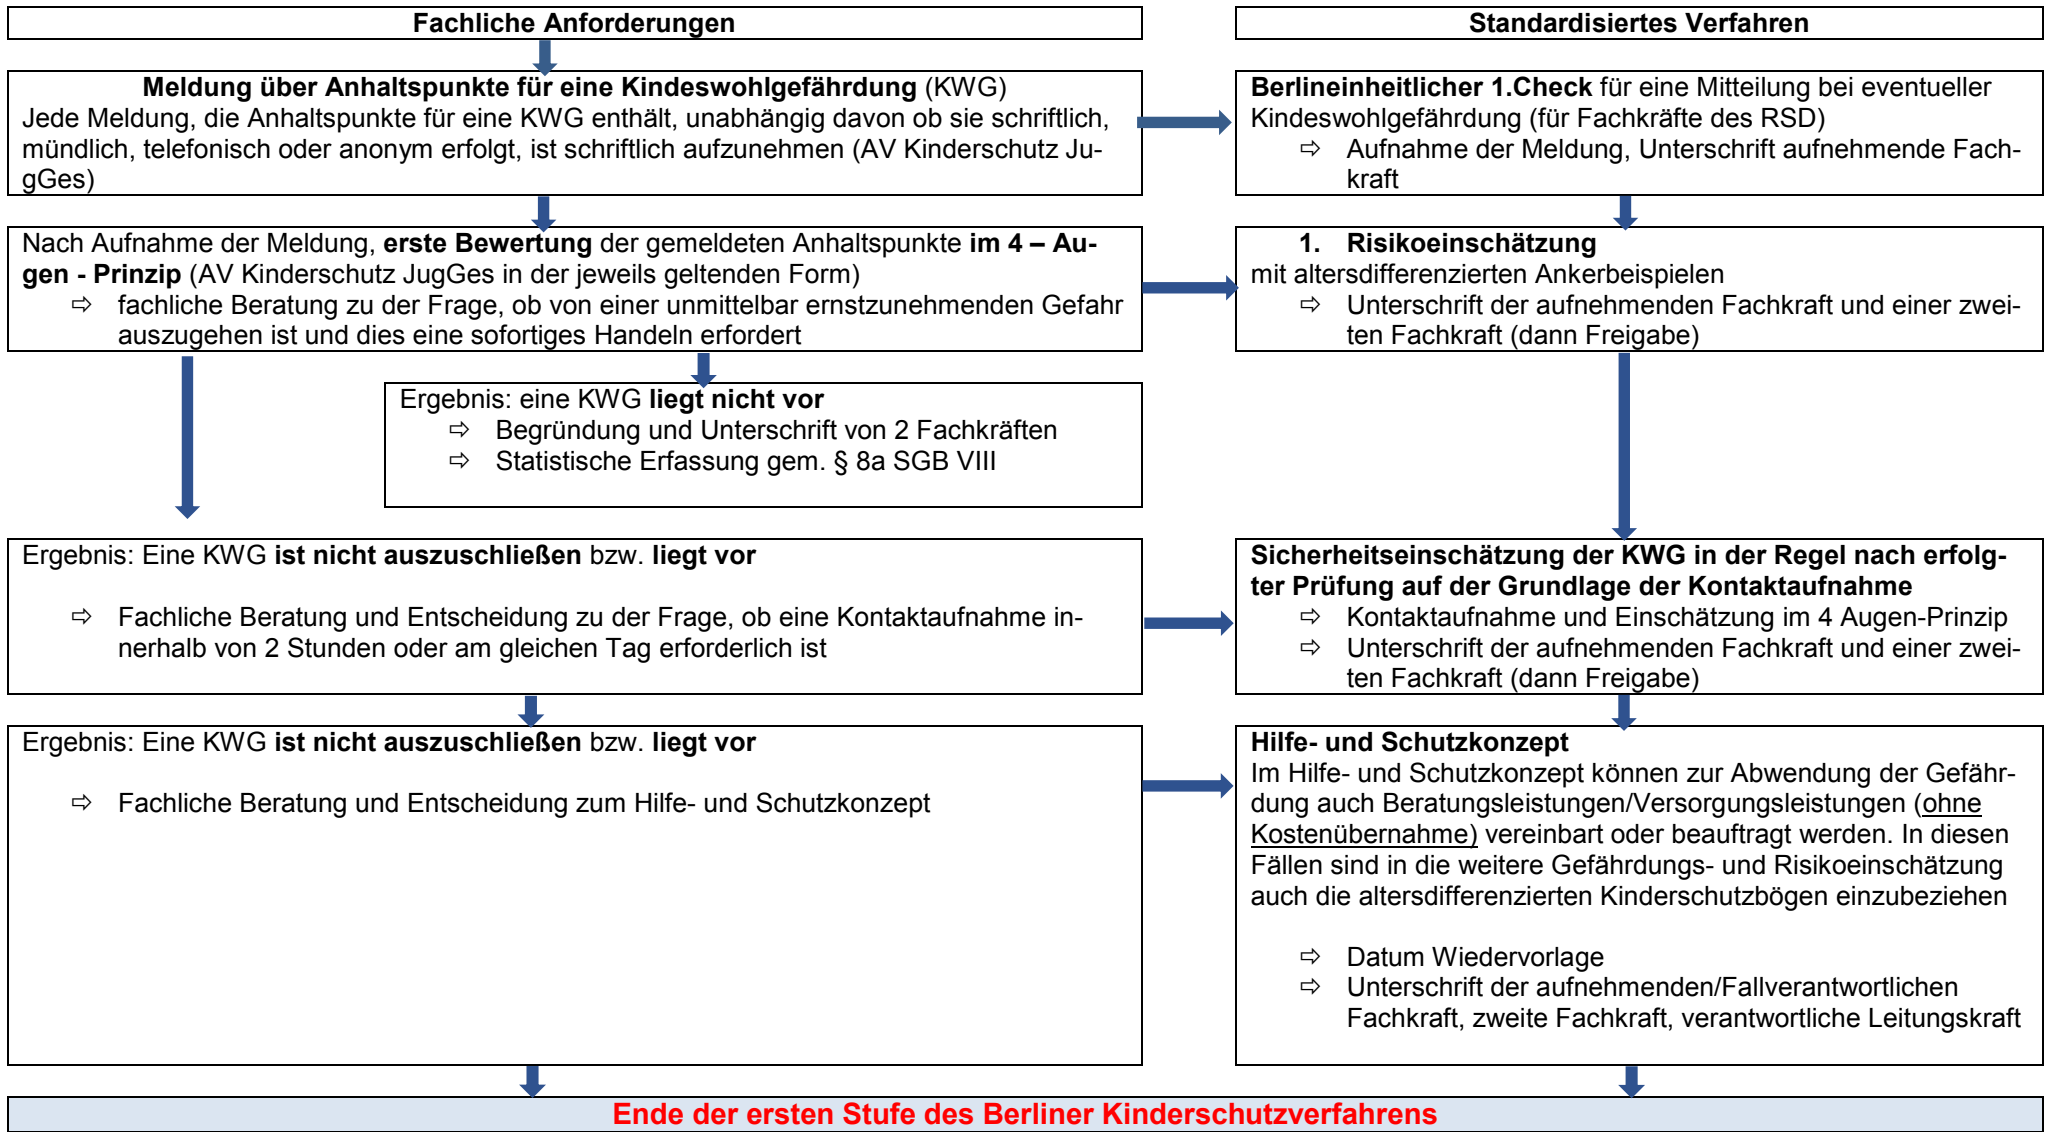 Fachliche Anforderungen
Standardisiertes Verfahren
Meldung über Anhaltspunkte für eine Kindeswohlgefährdung (KWG)
Jede Meldung, die Anhaltspunkte für eine KWG enthält, unabhängig davon ob sie schriftlich,
mündlich, telefonisch oder anonym erfolgt, ist schriftlich aufzunehmen (AV Kinderschutz Ju-
gGes)
Berlineinheitlicher 1.Check für eine Mitteilung bei eventueller
Kindeswohlgefährdung (für Fachkräfte des RSD)
⇨ Aufnahme der Meldung, Unterschrift aufnehmende Fach-
kraft
Nach Aufnahme der Meldung, erste Bewertung der gemeldeten Anhaltspunkte im 4 – Au-
gen - Prinzip (AV Kinderschutz JugGes in der jeweils geltenden Form)
⇨ fachliche Beratung zu der Frage, ob von einer unmittelbar ernstzunehmenden Gefahr
auszugehen ist und dies eine sofortiges Handeln erfordert
1. Risikoeinschätzung
mit altersdifferenzierten Ankerbeispielen
⇨ Unterschrift der aufnehmenden Fachkraft und einer zwei-
ten Fachkraft (dann Freigabe)
Ergebnis: eine KWG liegt nicht vor
⇨ Begründung und Unterschrift von 2 Fachkräften
⇨ Statistische Erfassung gem. § 8a SGB VIII
Ergebnis: Eine KWG ist nicht auszuschließen bzw. liegt vor
⇨ Fachliche Beratung und Entscheidung zu der Frage, ob eine Kontaktaufnahme in-
nerhalb von 2 Stunden oder am gleichen Tag erforderlich ist
Sicherheitseinschätzung der KWG in der Regel nach erfolg-
ter Prüfung auf der Grundlage der Kontaktaufnahme
⇨ Kontaktaufnahme und Einschätzung im 4 Augen-Prinzip
⇨ Unterschrift der aufnehmenden Fachkraft und einer zwei-
ten Fachkraft (dann Freigabe)
Ergebnis: Eine KWG ist nicht auszuschließen bzw. liegt vor
⇨ Fachliche Beratung und Entscheidung zum Hilfe- und Schutzkonzept
Hilfe- und Schutzkonzept
Im Hilfe- und Schutzkonzept können zur Abwendung der Gefähr-
dung auch Beratungsleistungen/Versorgungsleistungen (ohne
Kostenübernahme) vereinbart oder beauftragt werden. In diesen
Fällen sind in die weitere Gefährdungs- und Risikoeinschätzung
auch die altersdifferenzierten Kinderschutzbögen einzubeziehen
⇨ Datum Wiedervorlage
⇨ Unterschrift der aufnehmenden/Fallverantwortlichen
Fachkraft, zweite Fachkraft, verantwortliche Leitungskraft
Ende der ersten Stufe des Berliner Kinderschutzverfahrens